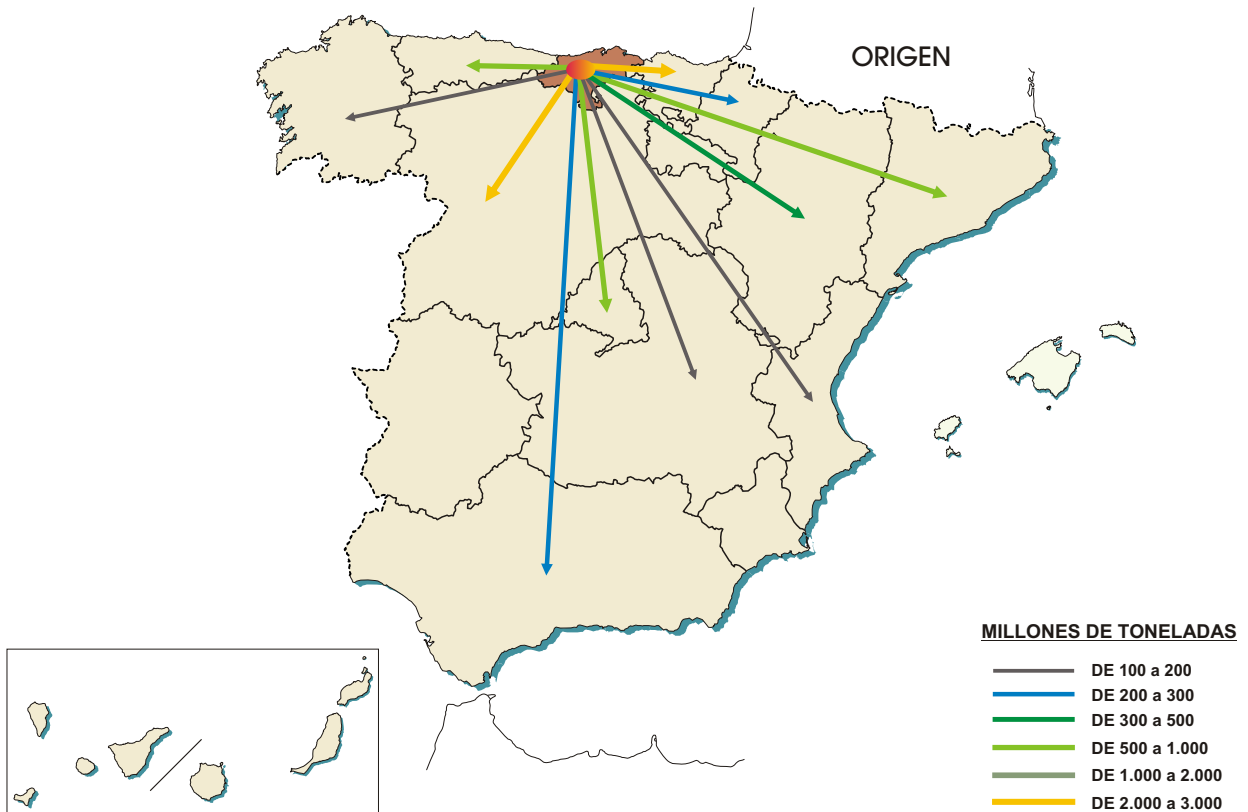 ORIGEN
MILLONES DE TONELADAS
DE 100 a 200
DE 200 a 300
DE 300 a 500
DE 500 a 1.000
DE 1.000 a 2.000
DE 2.000 a 3.000